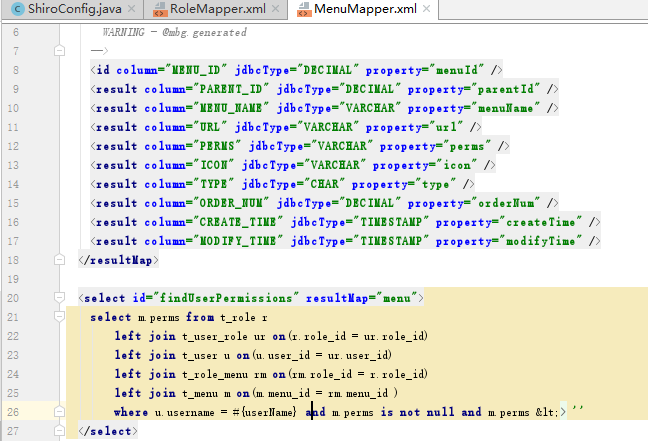 ShiroConfig.java × RoleMapper.xml × MenuMapper.xml ×
6 WARNING - @mbg.generated
7 -->
8 <id column="MENU_ID" jdbcType="DECIMAL" property="menuId" />
9 <result column="PARENT_ID" jdbcType="DECIMAL" property="parentId" />
10 <result column="MENU_NAME" jdbcType="VARCHAR" property="menuName" />
11 <result column="URL" jdbcType="VARCHAR" property="url" />
12 <result column="PERMS" jdbcType="VARCHAR" property="perms" />
13 <result column="ICON" jdbcType="VARCHAR" property="icon" />
14 <result column="TYPE" jdbcType="CHAR" property="type" />
15 <result column="ORDER_NUM" jdbcType="DECIMAL" property="orderNum" />
16 <result column="CREATE_TIME" jdbcType="TIMESTAMP" property="createTime" />
17 <result column="MODIFY_TIME" jdbcType="TIMESTAMP" property="modifyTime" />
18 </resultMap>
19
20 <select id="findUserPermissions" resultMap="menu">
21 select m.perms from t_role r
22 left join t_user_role ur on(r.role_id = ur.role_id)
23 left join t_user u on(u.user_id = ur.user_id)
24 left join t_role_menu rm on(rm.role_id = r.role_id)
25 left join t_menu m on(m.menu_id = rm.menu_id )
26 where u.username = #{userName} and m.perms is not null and m.perms &lt;> ''
27 </select>